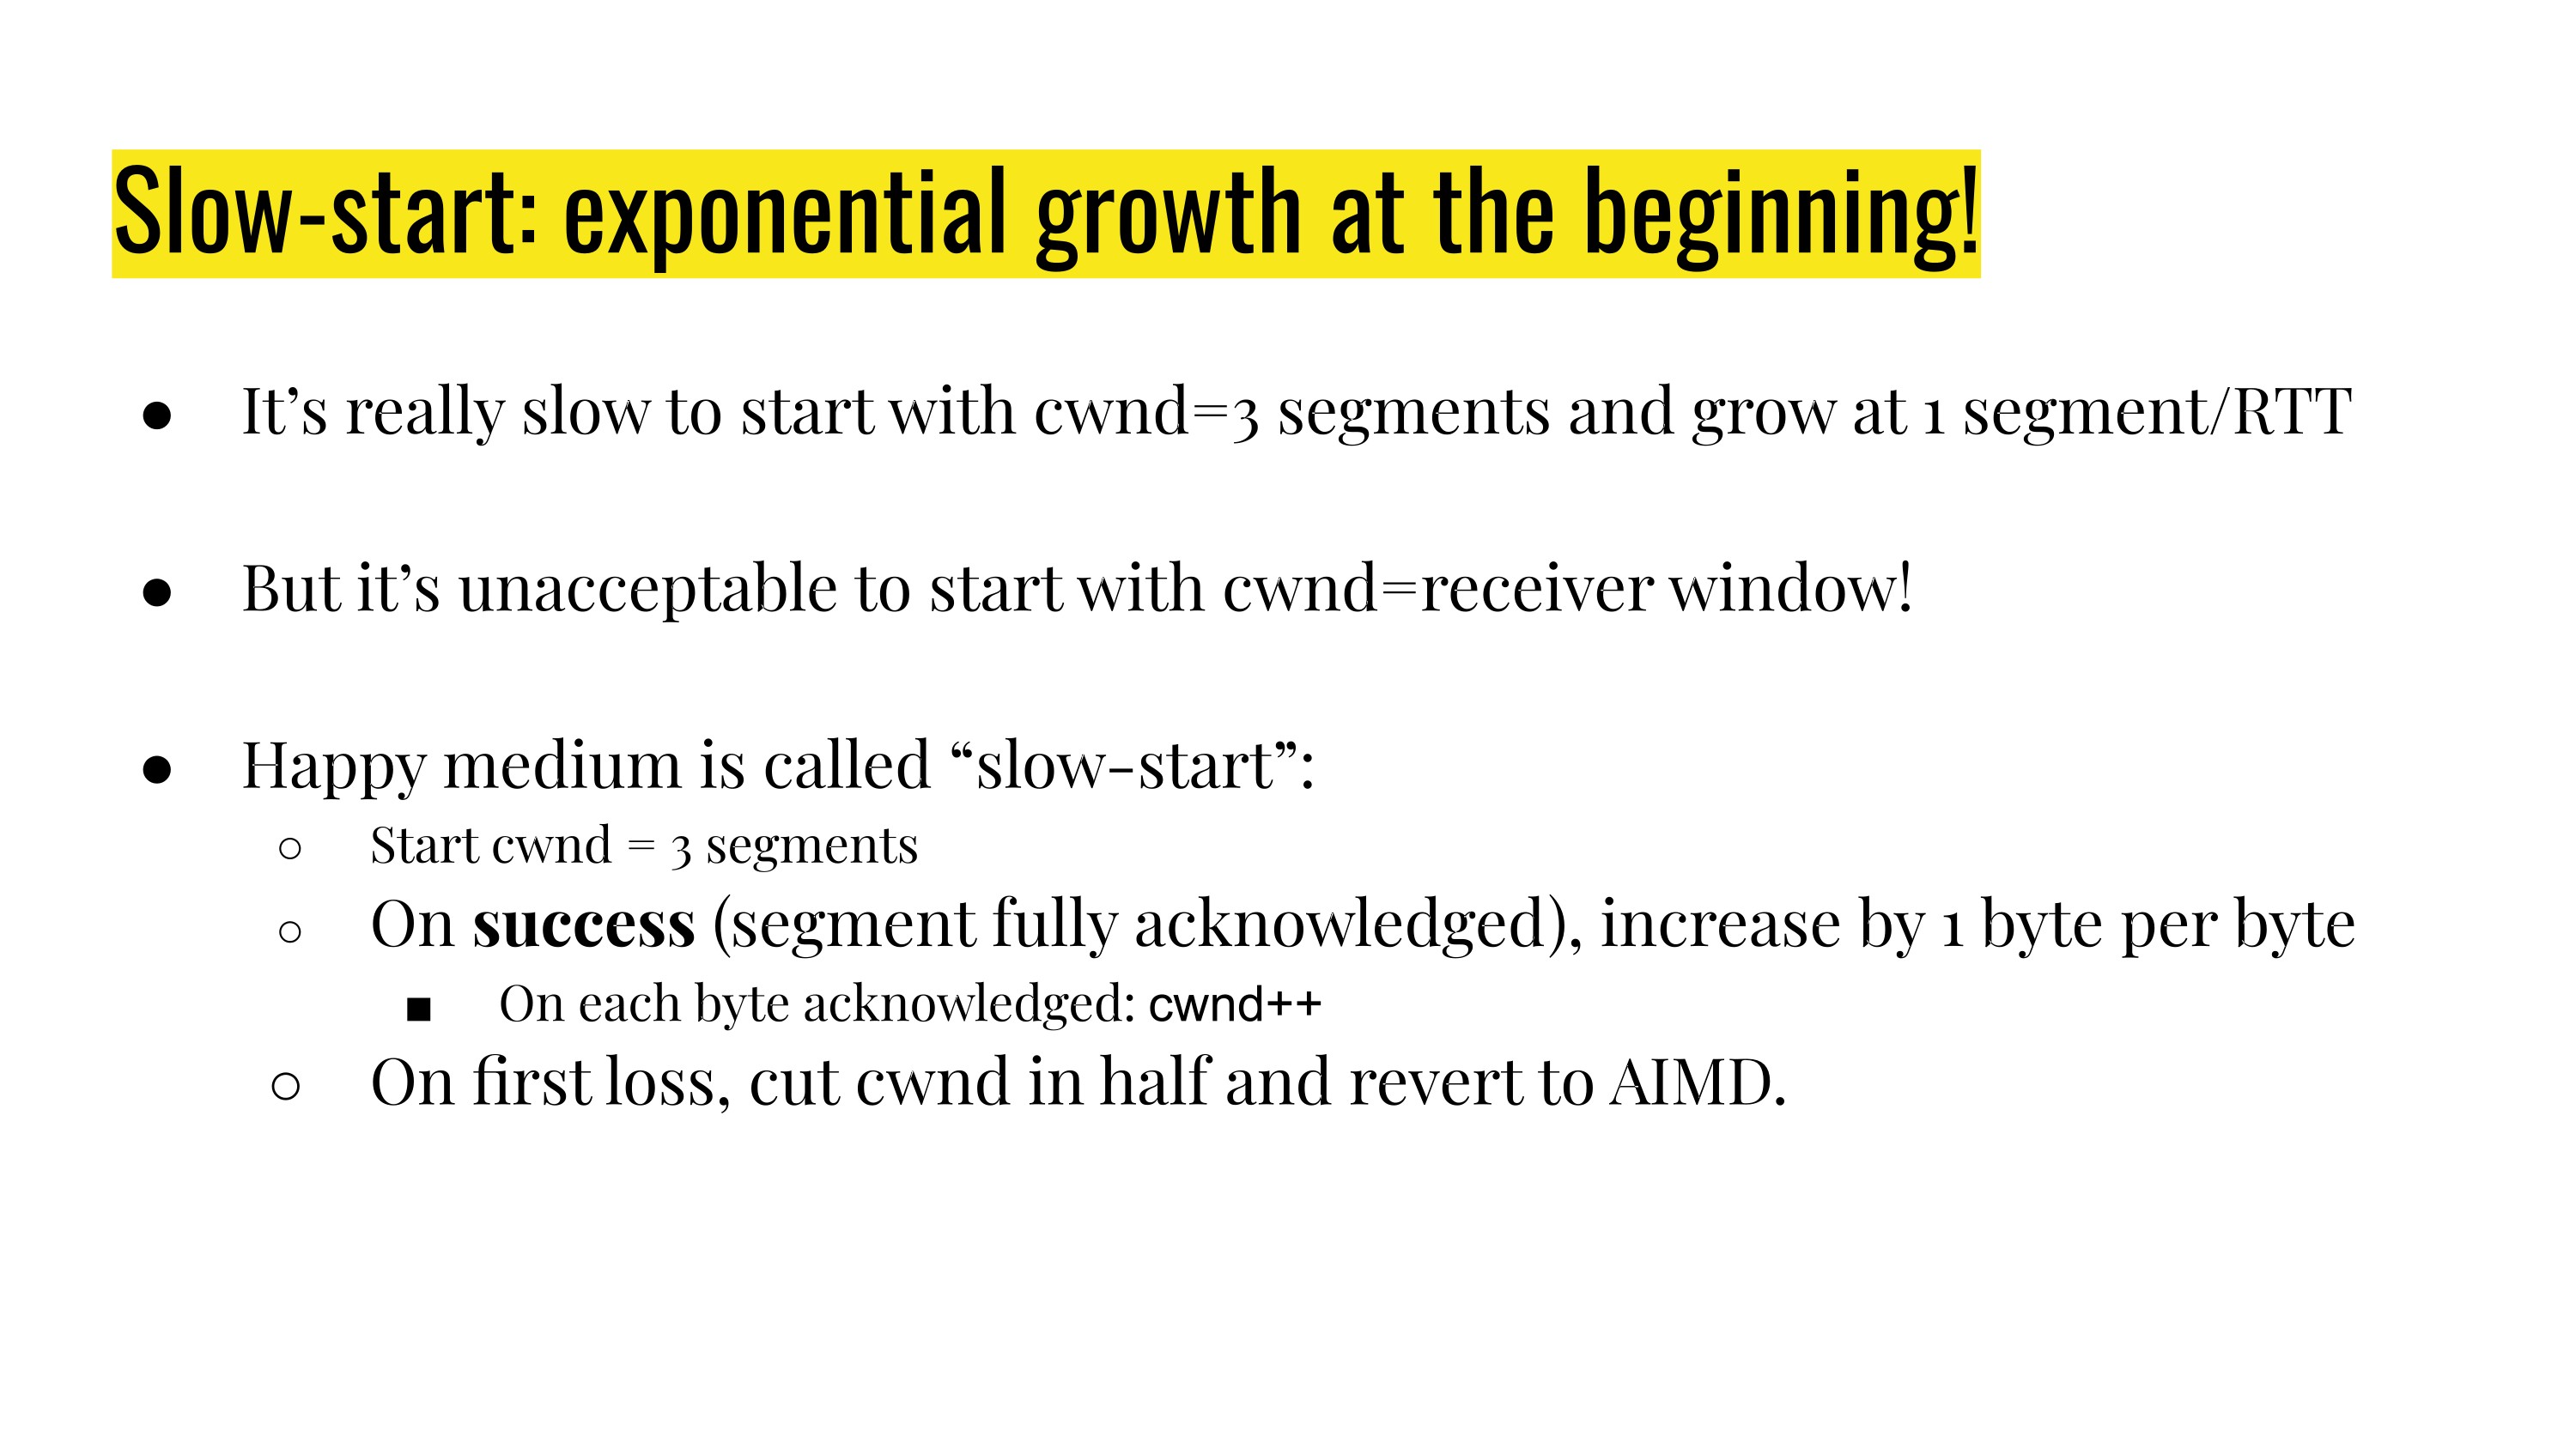 Slow-start: exponential growth at the beginning!
● It’s really slow to start with cwnd=3 segments and grow at 1 segment/RTT
● But it’s unacceptable to start with cwnd=receiver window!
● Happy medium is called “slow-start”:
○ Start cwnd = 3 segments
○ On success (segment fully acknowledged), increase by 1 byte per byte
■ On each byte acknowledged: cwnd++
○ On first loss, cut cwnd in half and revert to AIMD.